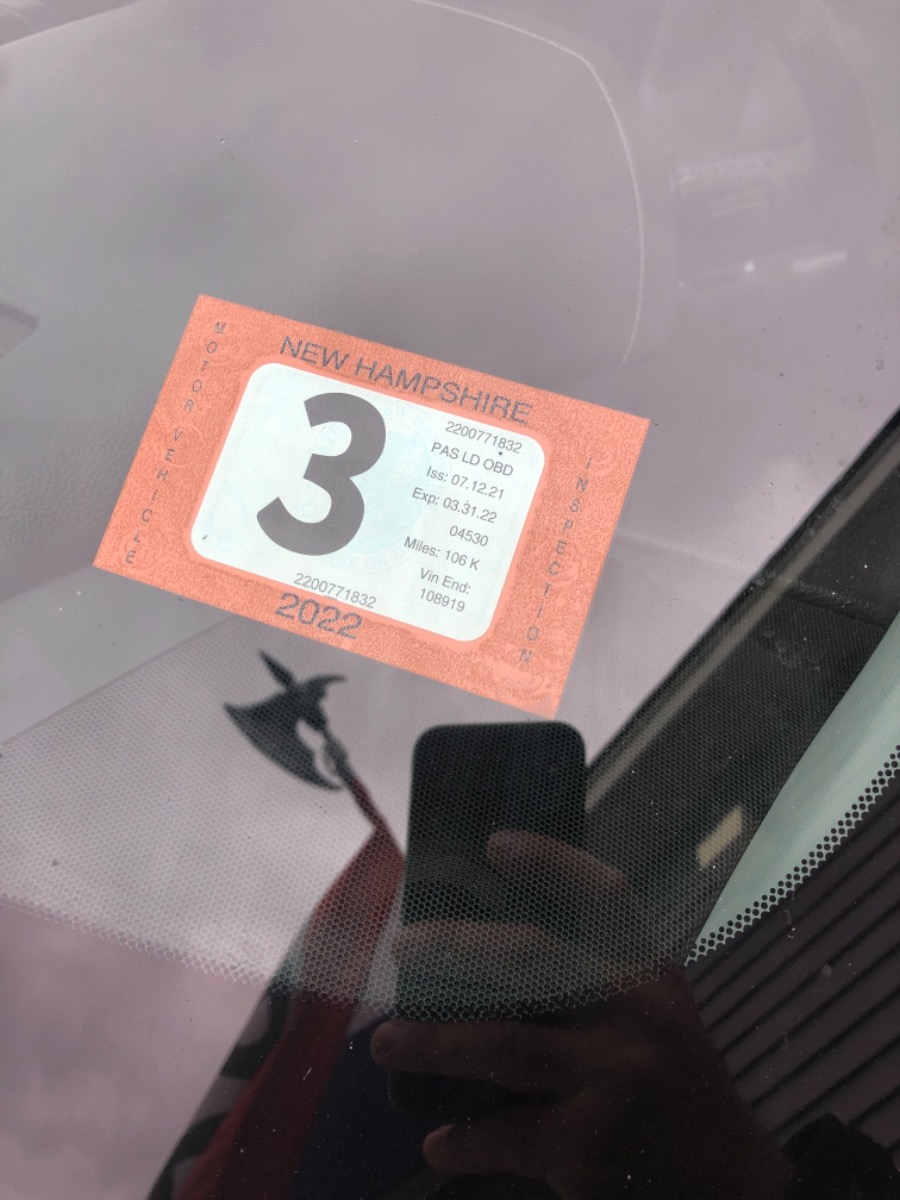 NEW HAMPSHIRE
MOTOR VEHICLE
3
2200771832
PAS LD OBD
Iss: 07.12.21
Exp: 03.31.22
04530
Miles: 106 K
Vin End:
108919
INSPECTION
2200771832
2022